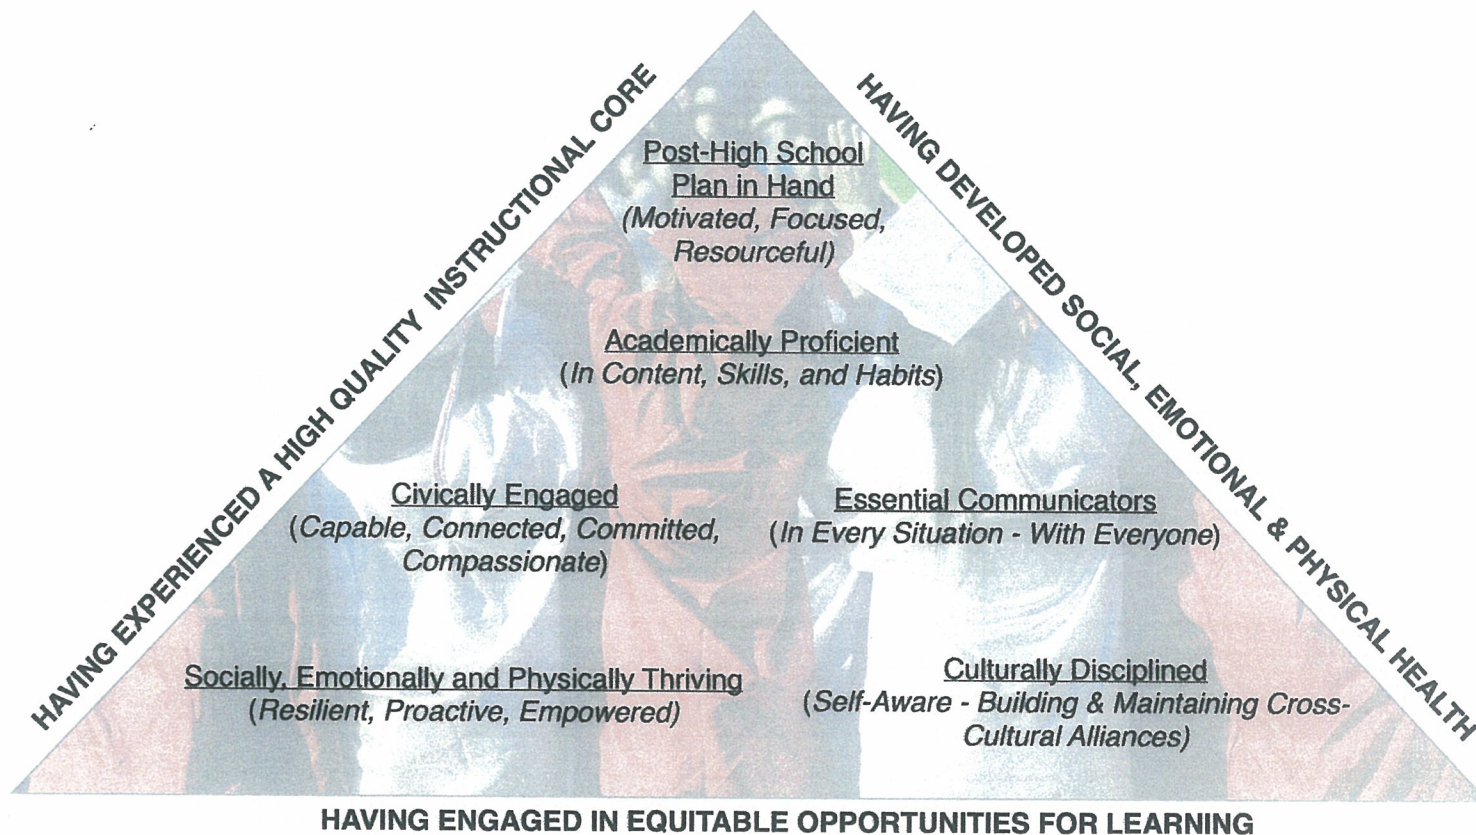 HAVING EXPERIENCED A HIGH QUALITY INSTRUCTIONAL CORE
HAVING DEVELOPED SOCIAL, EMOTIONAL & PHYSICAL HEALTH
Post-High School
Plan in Hand
(Motivated, Focused,
Resourceful)
Academically Proficient
(In Content, Skills, and Habits)
Civically Engaged
(Capable, Connected, Committed,
Compassionate)
Essential Communicators
(In Every Situation - With Everyone)
Socially, Emotionally and Physically Thriving
(Resilient, Proactive, Empowered)
Culturally Disciplined
(Self-Aware - Building & Maintaining Cross-
Cultural Alliances)
HAVING ENGAGED IN EQUITABLE OPPORTUNITIES FOR LEARNING